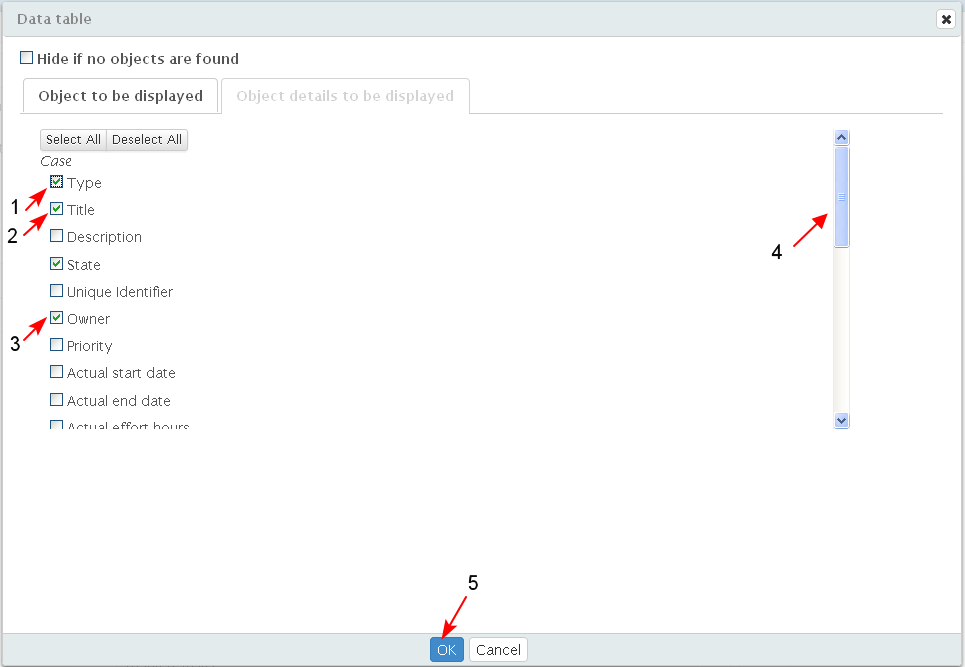 Data table
Hide if no objects are found
Object to be displayed Object details to be displayed
Select All Deselect All
Case
Type
1
Title
2
Description
State
Unique Identifier
Owner
3
Priority
Actual start date
Actual end date
Actual effort hours
4
5
OK Cancel